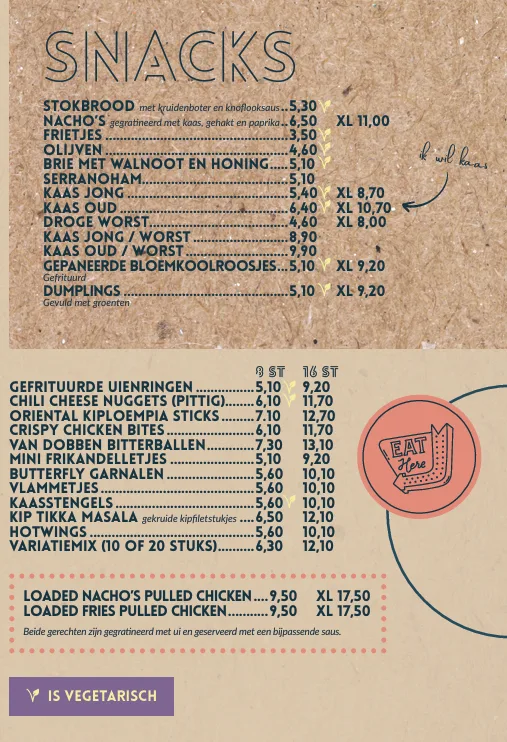 SNACKS
STOKBROOD met kruidenboter en knoflooksaus..5,30
NACHO'S gegratineerd met kaas, gehakt en paprika..6,50 XL 11,00
FRIETJES ........ 3,50
OLIJVEN ........ 4,60
BRIE MET WALNOOT EN HONING....5,10
ik wil kaas
SERRANOHAM........ 5,10
KAAS JONG ........ 5,40 XL 8,70
KAAS OUD ........ 6,40 XL 10,70
DROGE WORST........ 4,60 XL 8,00
KAAS JONG / WORST ........ 8,90
KAAS OUD / WORST ........ 9,90
GEPANEERDE BLOEMKOOLROOSJES...5,10 XL 9,20
Gefrituurd
DUMPLINGS ........ 5,10 XL 9,20
Gevuld met groenten
8 ST 16 ST
GEFRITUURDE UIENRINGEN ........ 5,10 9,20
CHILI CHEESE NUGGETS (PITTIG)....... 6,10 11,70
ORIENTAL KIPLOEMPIA STICKS ........ 7.10 12,70
CRISPY CHICKEN BITES ........ 6,10 11,70
VAN DOBBEN BITTERBALLEN........ 7,30 13,10
MINI FRIKANDELLETJES ........ 5,10 9,20
BUTTERFLY GARNALEN ........ 5,60 10,10
VLAMMETJES ........ 5,60 10,10
KAASSTENGELS ........ 5,60 10,10
KIP TIKKA MASALA gekruide kipfiletstukjes ....6,50 12,10
HOTWINGS ........ 5,60 10,10
VARIATIEMIX (10 OF 20 STUKS)........ 6,30 12,10
EAT
Here
LOADED NACHO'S PULLED CHICKEN....9,50 XL 17,50
LOADED FRIES PULLED CHICKEN........ 9,50 XL 17,50
Beide gerechten zijn gegratineerd met ui en geserveerd met een bijpassende saus.
IS VEGETARISCH